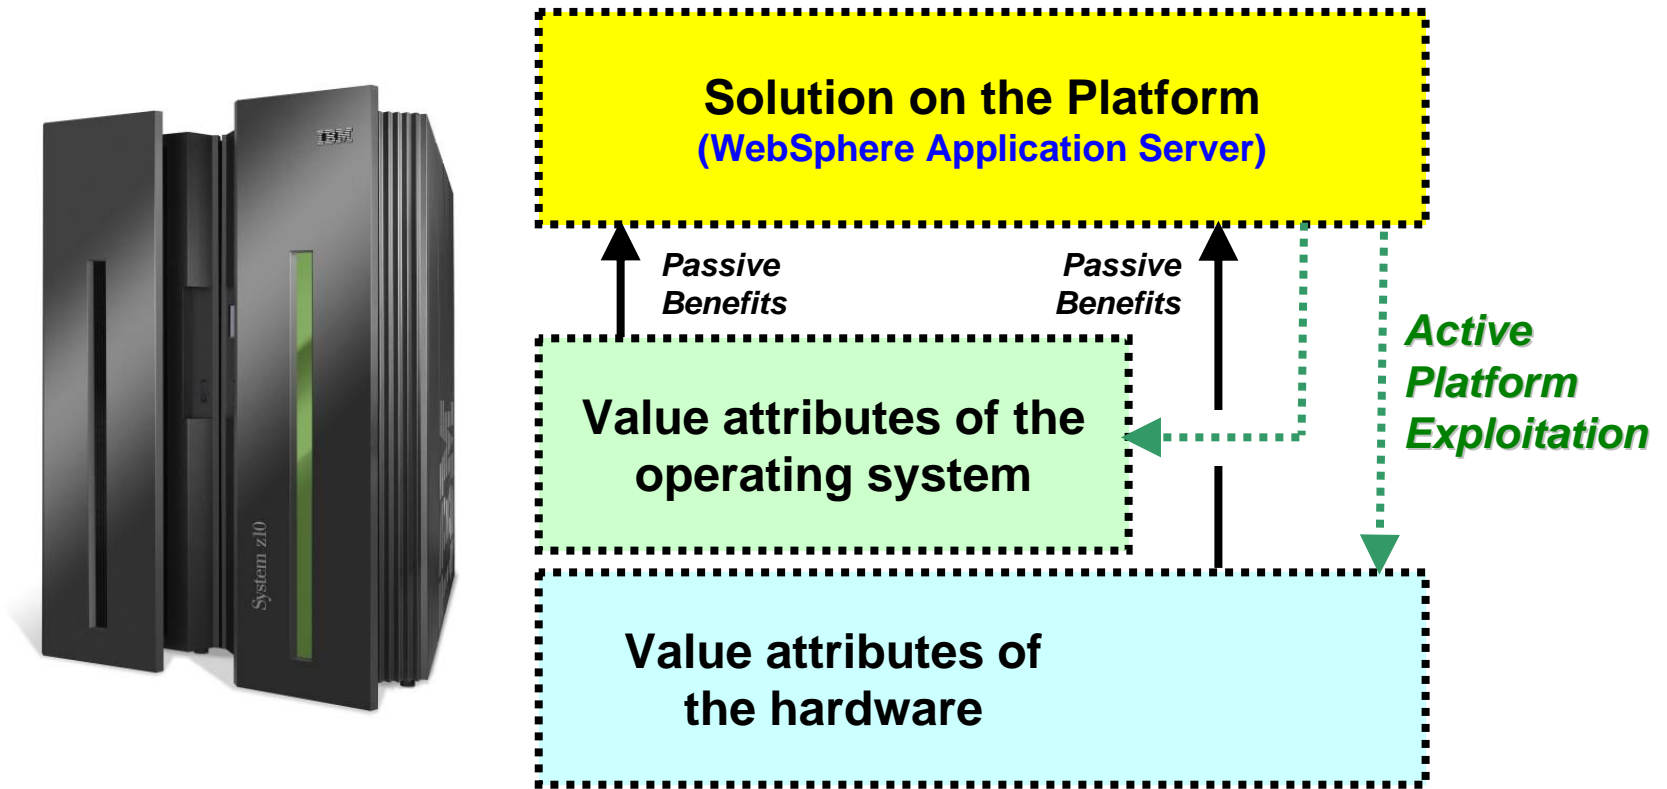 IBM
System z10
IBM
Solution on the Platform
(WebSphere Application Server)
Passive
Benefits
Passive
Benefits
Active
Platform
Exploitation
Value attributes of the
operating system
Value attributes of
the hardware